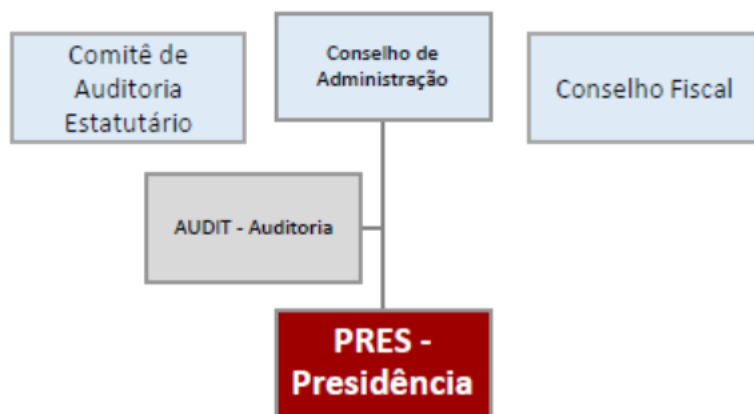 Comitê de
Auditoria
Estatutário
Conselho de
Administração
Conselho Fiscal
AUDIT - Auditoria
PRES -
Presidência